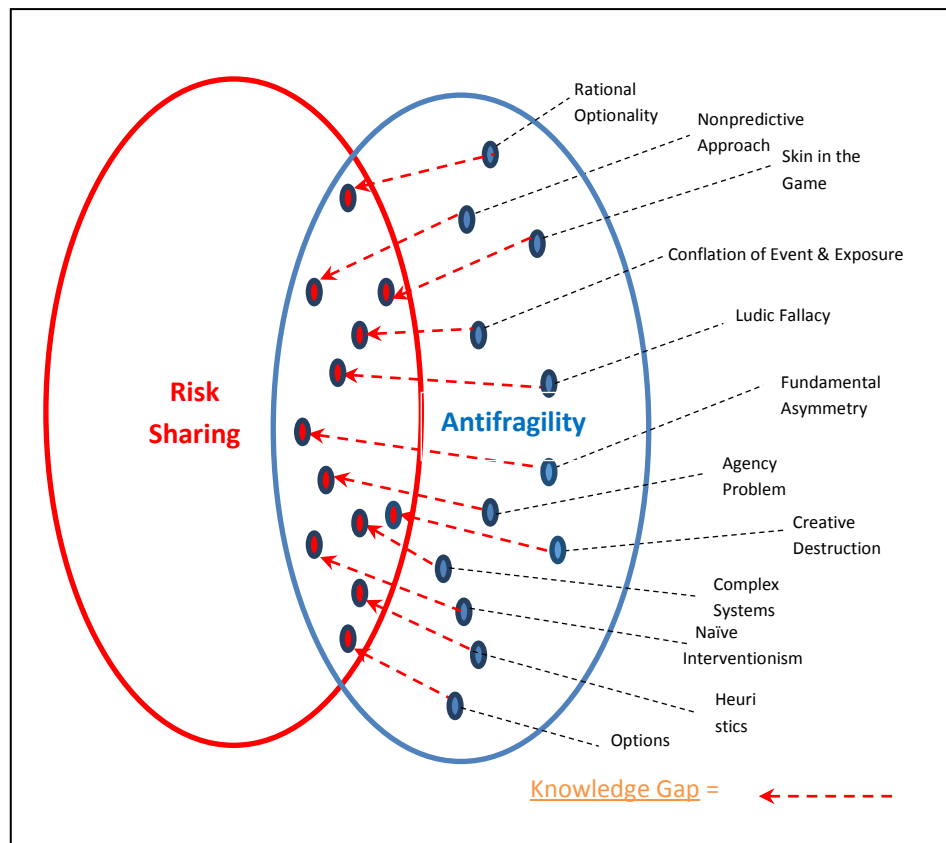 Rational
Optionality
Nonpredictive
Approach
Skin in the
Game
Conflation of Event & Exposure
Ludic Fallacy
Fundamental
Asymmetry
Risk
Sharing
Antifragility
Agency
Problem
Creative
Destruction
Complex
Systems
Naïve
Interventionism
Heuri
stics
Options
Knowledge Gap =